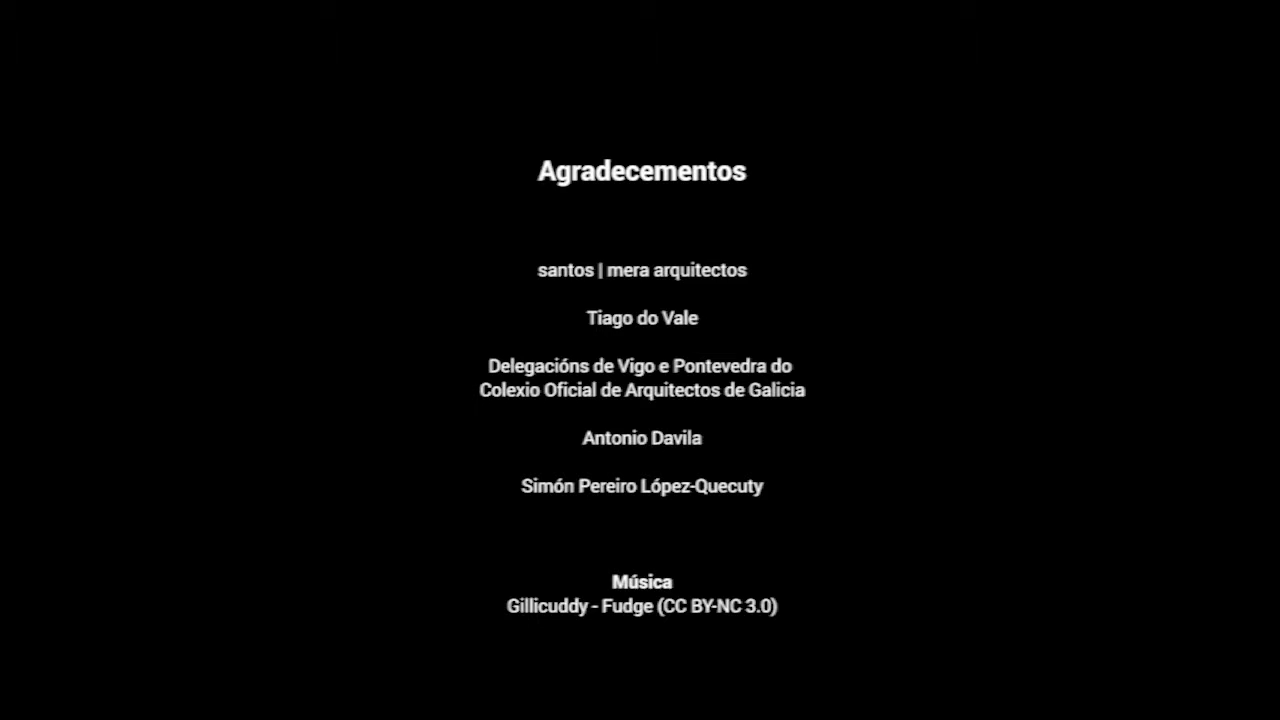 Agradecementos
santos | mera arquitectos
Tiago do Vale
Delegacións de Vigo e Pontevedra do
Colexio Oficial de Arquitectos de Galicia
Antonio Davila
Simón Pereiro López-Quecuty
Música
Gillicuddy - Fudge (CC BY-NC 3.0)